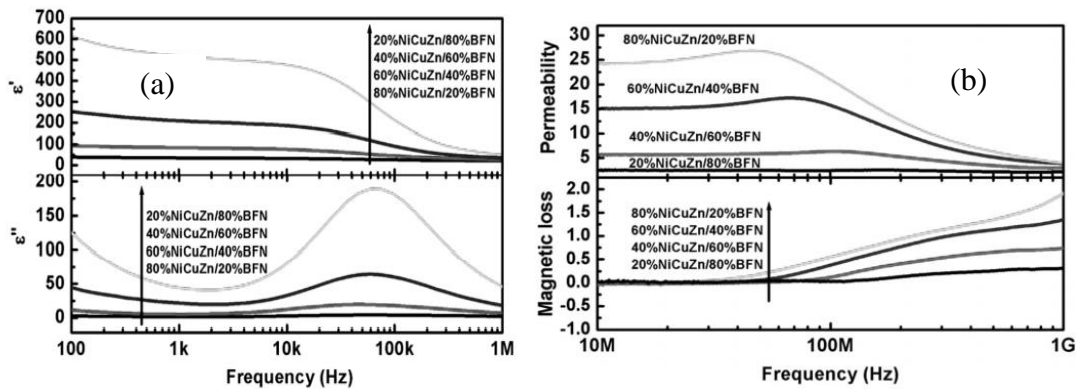 (a)
700
600
500
400
300
200
100
0
ε'
20%NiCuZn/80%BFN
40%NiCuZn/60%BFN
60%NiCuZn/40%BFN
80%NiCuZn/20%BFN
200
150
100
50
0
ε''
20%NiCuZn/80%BFN
40%NiCuZn/60%BFN
60%NiCuZn/40%BFN
80%NiCuZn/20%BFN
100
1k
10k
100k
1M
Frequency (Hz)
(b)
30
25
20
15
10
5
Permeability
80%NiCuZn/20%BFN
60%NiCuZn/40%BFN
40%NiCuZn/60%BFN
20%NiCuZn/80%BFN
2.0
1.5
1.0
0.5
0.0
-0.5
-1.0
Magnetic loss
80%NiCuZn/20%BFN
60%NiCuZn/40%BFN
40%NiCuZn/60%BFN
20%NiCuZn/80%BFN
10M
100M
1G
Frequency (Hz)